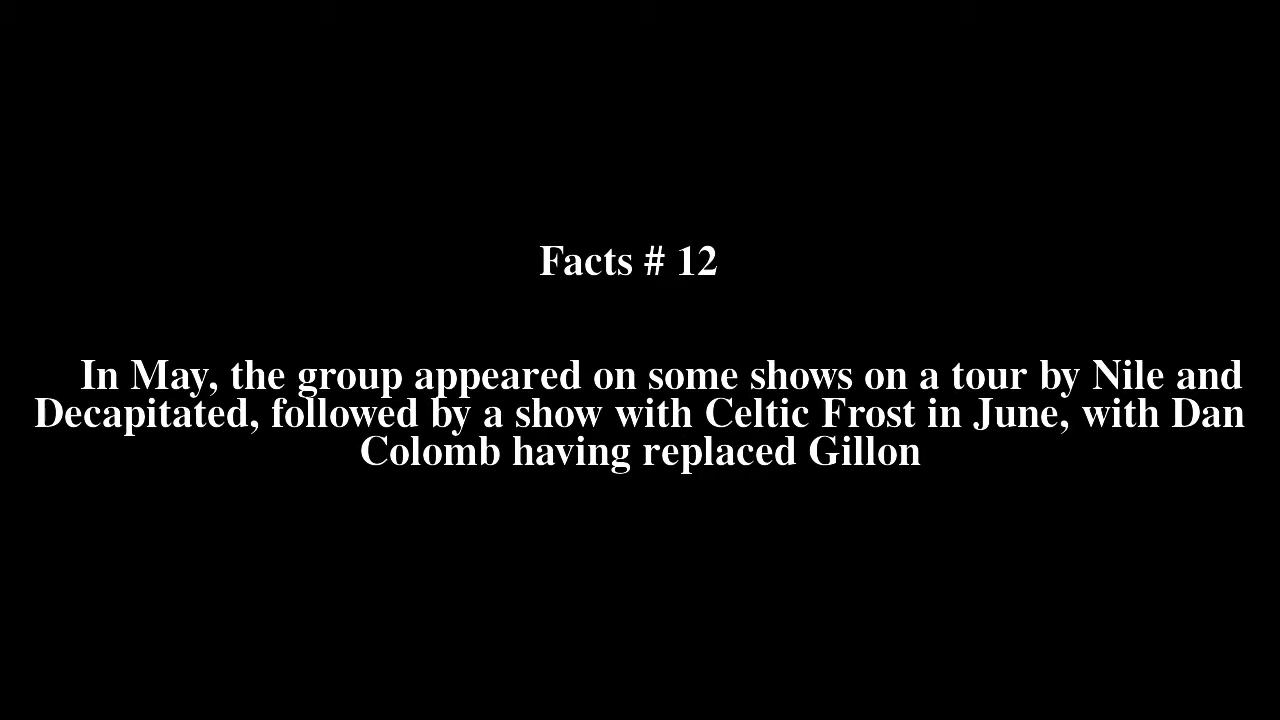 Facts # 12
In May, the group appeared on some shows on a tour by Nile and
Decapitated, followed by a show with Celtic Frost in June, with Dan
Colomb having replaced Gillon